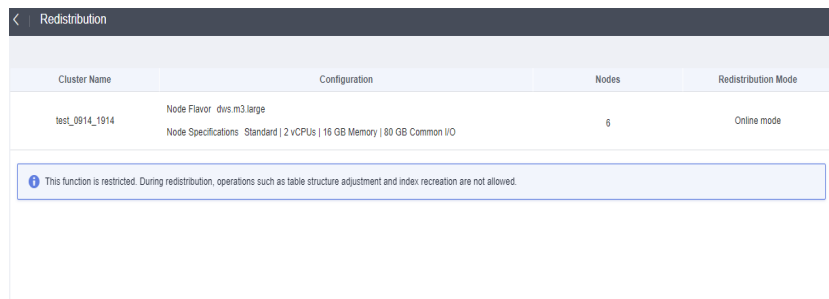 Redistribution
Cluster Name Configuration Nodes Redistribution Mode
Node Flavor dws.m3.large
test_0914_1914 6 Online mode
Node Specifications Standard | 2 vCPUs | 16 GB Memory | 80 GB Common I/O
This function is restricted. During redistribution, operations such as table structure adjustment and index recreation are not allowed.